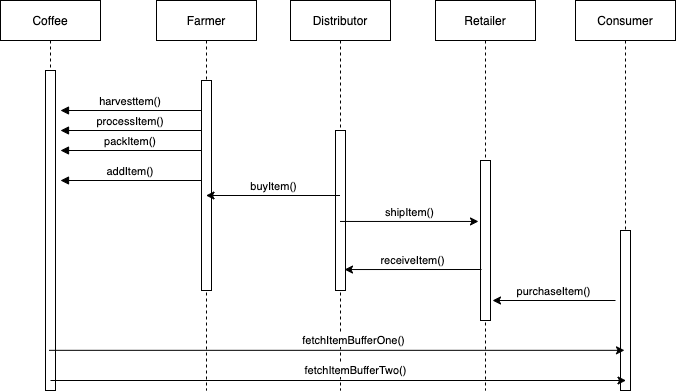 Coffee
Farmer
Distributor
Retailer
Consumer
harvestItem()
processItem()
packItem()
addItem()
buyItem()
shipItem()
receiveItem()
purchaseItem()
fetchItemBufferOne()
fetchItemBufferTwo()